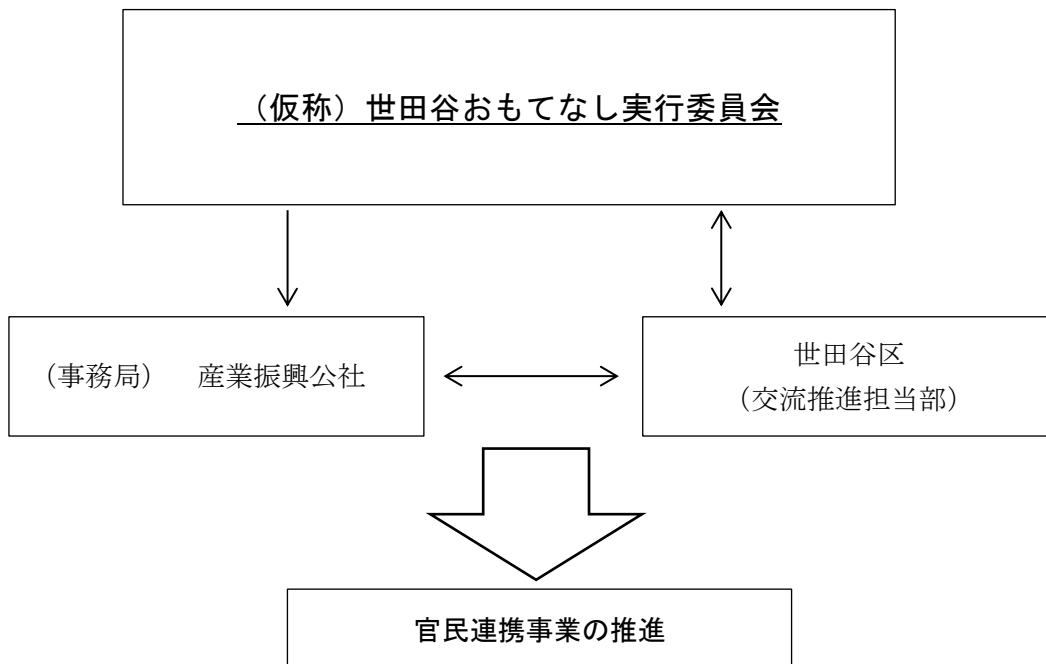 （仮称）世田谷おもてなし実行委員会
（事務局）　産業振興公社
世田谷区
（交流推進担当部）
官民連携事業の推進